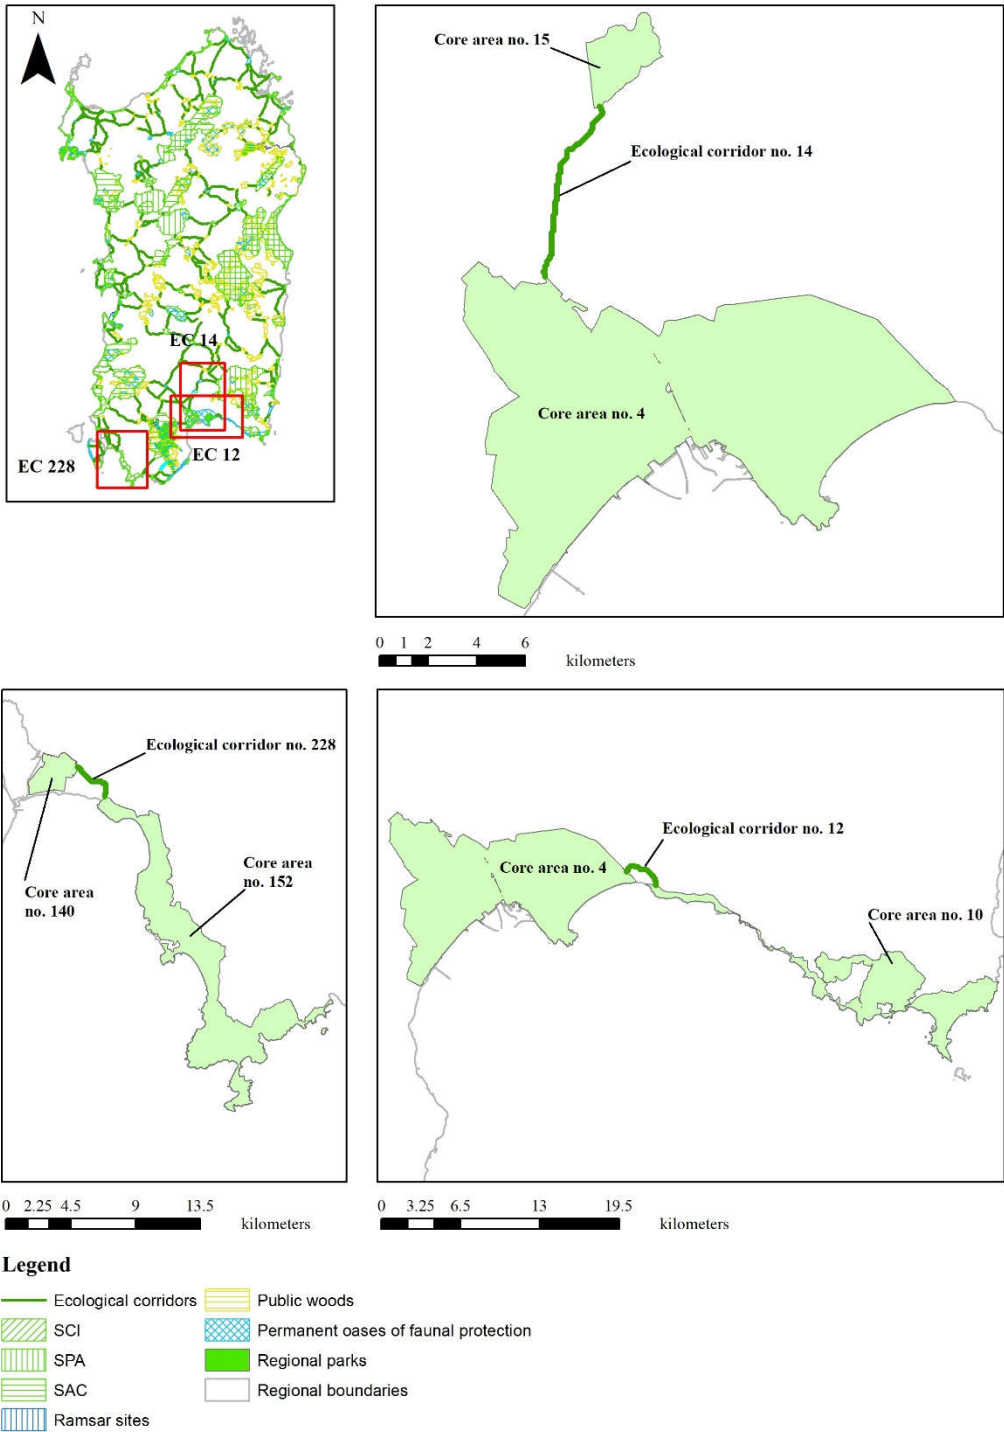 N
EC 14
EC 12
EC 228
Core area no. 15
Ecological corridor no. 14
Core area no. 4
0 1 2 4 6
kilometers
Ecological corridor no. 228
Core area
no. 152
Core area
no. 140
0 2.25 4.5 9 13.5
kilometers
Ecological corridor no. 12
Core area no. 4
Core area no. 10
0 3.25 6.5 13 19.5
kilometers
Legend
Ecological corridors
SCI
SPA
SAC
Ramsar sites
Public woods
Permanent oases of faunal protection
Regional parks
Regional boundaries